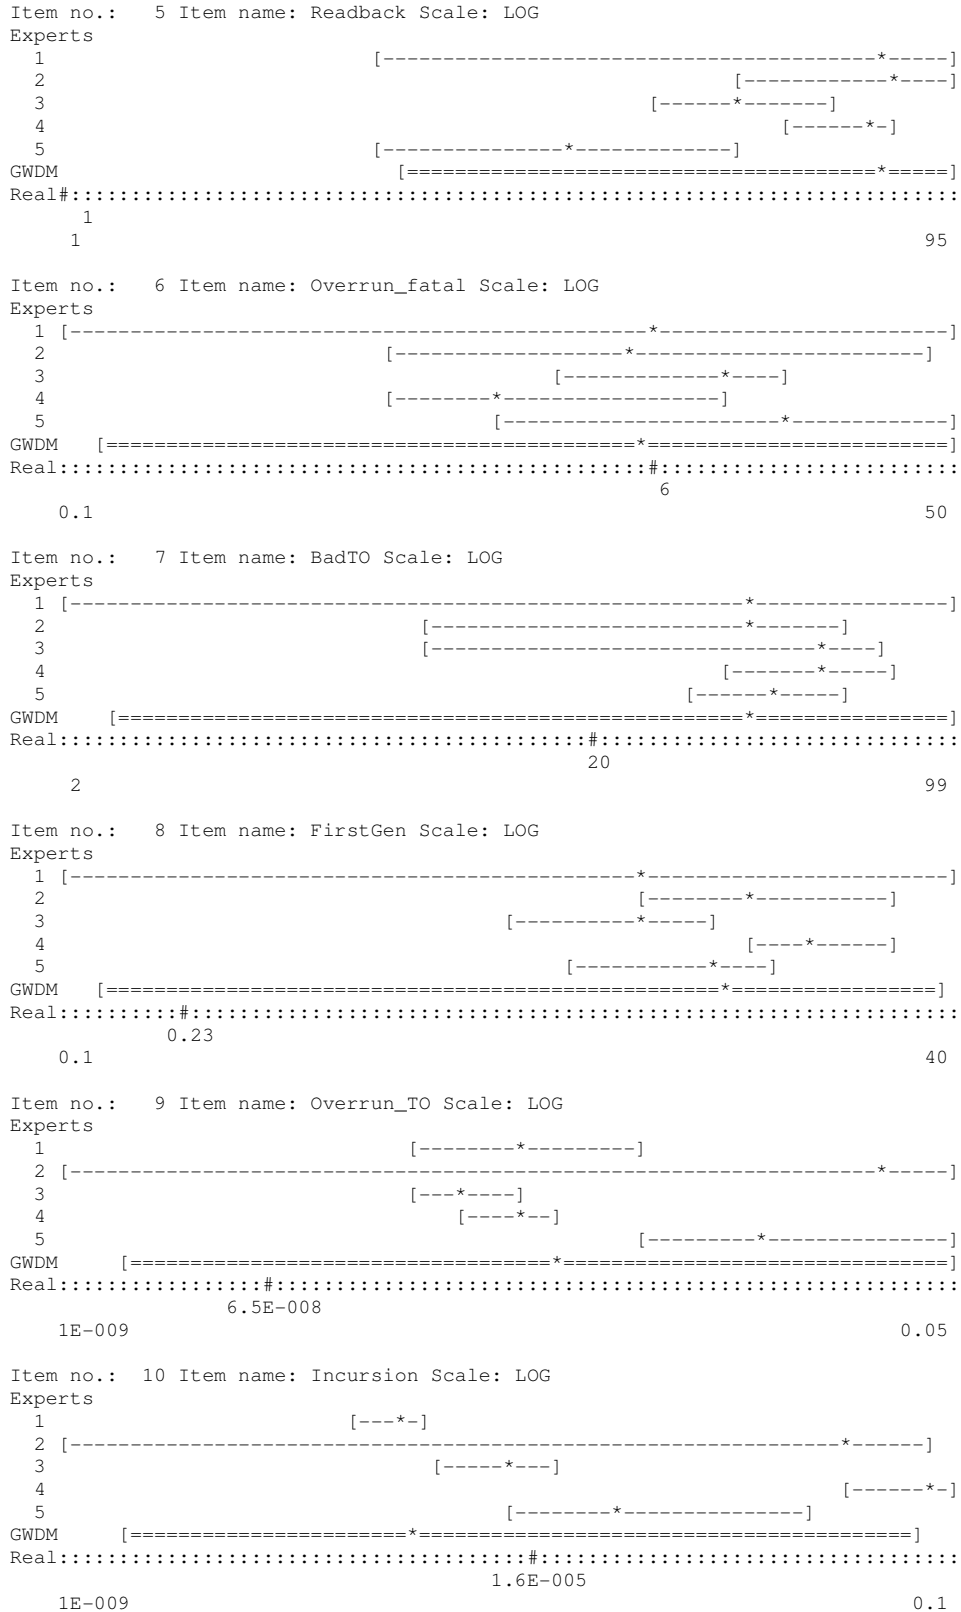 Item no.:   5 Item name: Readback Scale: LOG
Experts
  1                            [-----------------------------------------*-----]
  2                                                          [------------*----]
  3                                                   [------*-------]
  4                                                              [------*-]
  5                            [---------------*-------------]
GWDM                             [=======================================*=====]
Real#::::::::::::::::::::::::::::::::::::::::::::::::::::::::::::::::::::::::::
      1
     1                                                                      95
Item no.:   6 Item name: Overrun_fatal Scale: LOG
Experts
  1 [------------------------------------------------*------------------------]
  2                             [-------------------*------------------------]
  3                                           [-------------*----]
  4                             [--------*------------------]
  5                                      [-----------------------*-------------]
GWDM   [============================================*=========================]
Real:::::::::::::::::::::::::::::::::::::::::::::::::#:::::::::::::::::::::::::
                                                      6
    0.1                                                                     50
Item no.:   7 Item name: BadTO Scale: LOG
Experts
  1 [--------------------------------------------------------*----------------]
  2                                [--------------------------*-------]
  3                                [--------------------------------*----]
  4                                                         [-------*-----]
  5                                                      [------*-----]
GWDM    [====================================================*================]
Real::::::::::::::::::::::::::::::::::::::::::::#::::::::::::::::::::::::::::::
                                                20
     2                                                                      99
Item no.:   8 Item name: FirstGen Scale: LOG
Experts
  1 [-----------------------------------------------*-------------------------]
  2                                                  [--------*-----------]
  3                                       [----------*-----]
  4                                                           [----*------]
  5                                            [-----------*----]
GWDM   [===================================================*=================]
Real::::::::::#::::::::::::::::::::::::::::::::::::::::::::::::::::::::::::::::
             0.23
    0.1                                                                     40
Item no.:   9 Item name: Overrun_TO Scale: LOG
Experts
  1                               [--------*---------]
  2 [-------------------------------------------------------------------*-----]
  3                               [---*----]
  4                                   [----*--]
  5                                                  [---------*---------------]
GWDM     [===================================*================================]
Real:::::::::::::::::#:::::::::::::::::::::::::::::::::::::::::::::::::::::::::
                  6.5E-008
    1E-009                                                                0.05
Item no.:  10 Item name: Incursion Scale: LOG
Experts
  1                          [---*-]
  2 [----------------------------------------------------------------*------]
  3                                 [-----*---]
  4                                                                   [------*-]
  5                                       [--------*---------------]
GWDM     [=======================*=========================================]
Real:::::::::::::::::::::::::::::::::::::::#:::::::::::::::::::::::::::::::::::
                                        1.6E-005
    1E-009                                                                 0.1